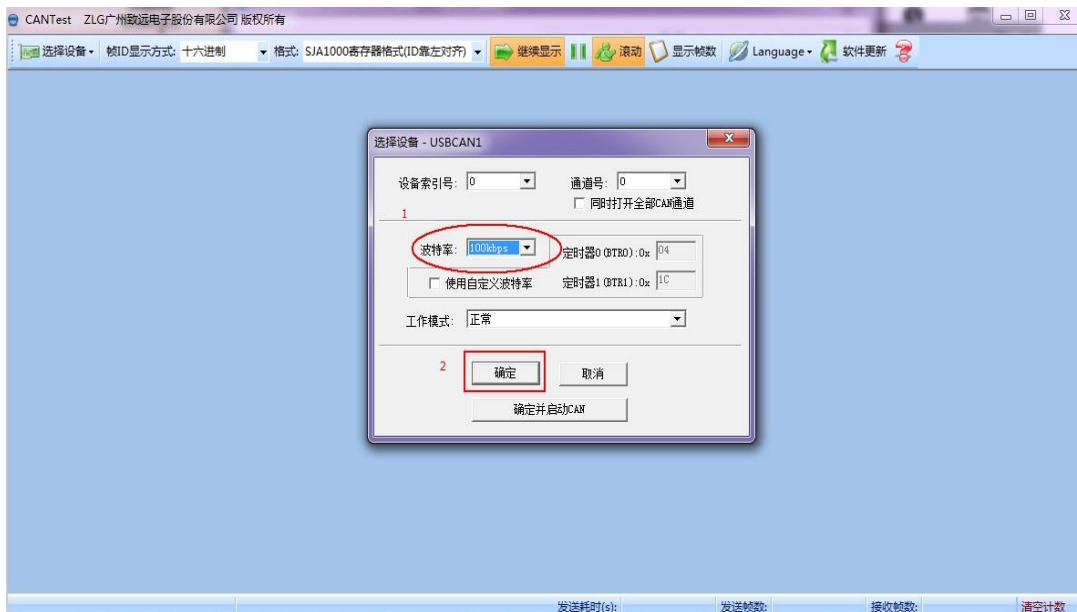 CANTest ZLG广州致远电子股份有限公司 版权所有
选择设备 帧ID显示方式: 十六进制 格式: SJA1000寄存器格式(ID靠左对齐) 继续显示 滚动 显示帧数 Language 软件更新
选择设备 - USBCAN1
设备索引号: 0 通道号: 0
同时打开全部CAN通道
1
波特率: 100kbps 定时器0(BTR0):0x 04
使用自定义波特率 定时器1(BTR1):0x 1C
工作模式: 正常
2 确定 取消
确定并启动CAN
发送耗时(s): 发送帧数: 接收帧数: 清空计数